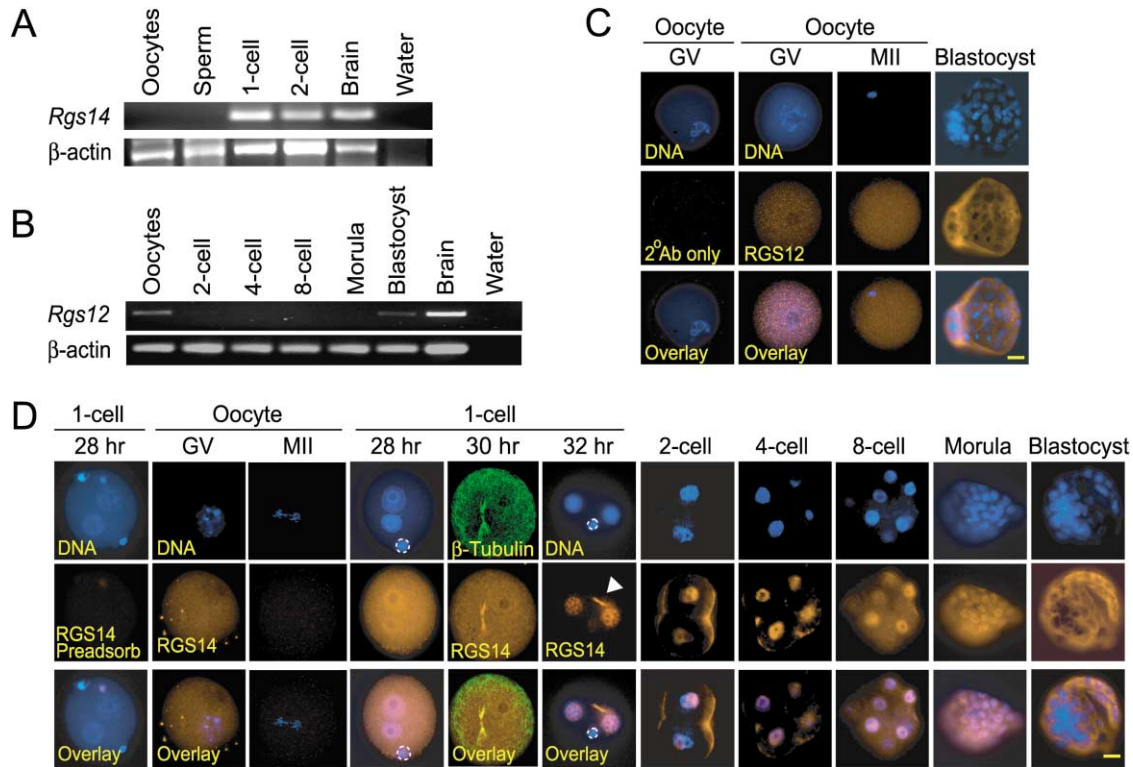 A
Oocytes
Sperm
1-cell
2-cell
Brain
Water
Rgs14
β-actin
B
Oocytes
2-cell
4-cell
8-cell
Morula
Blastocyst
Brain
Water
Rgs12
β-actin
C
Oocyte Oocyte
GV GV MII Blastocyst
DNA DNA
2°Ab only RGS12
Overlay Overlay
D
1-cell Oocyte 1-cell
28 hr GV MII 28 hr 30 hr 32 hr 2-cell 4-cell 8-cell Morula Blastocyst
DNA DNA β-Tubulin DNA
RGS14
Preadsorb RGS14 RGS14 RGS14
Overlay Overlay Overlay Overlay